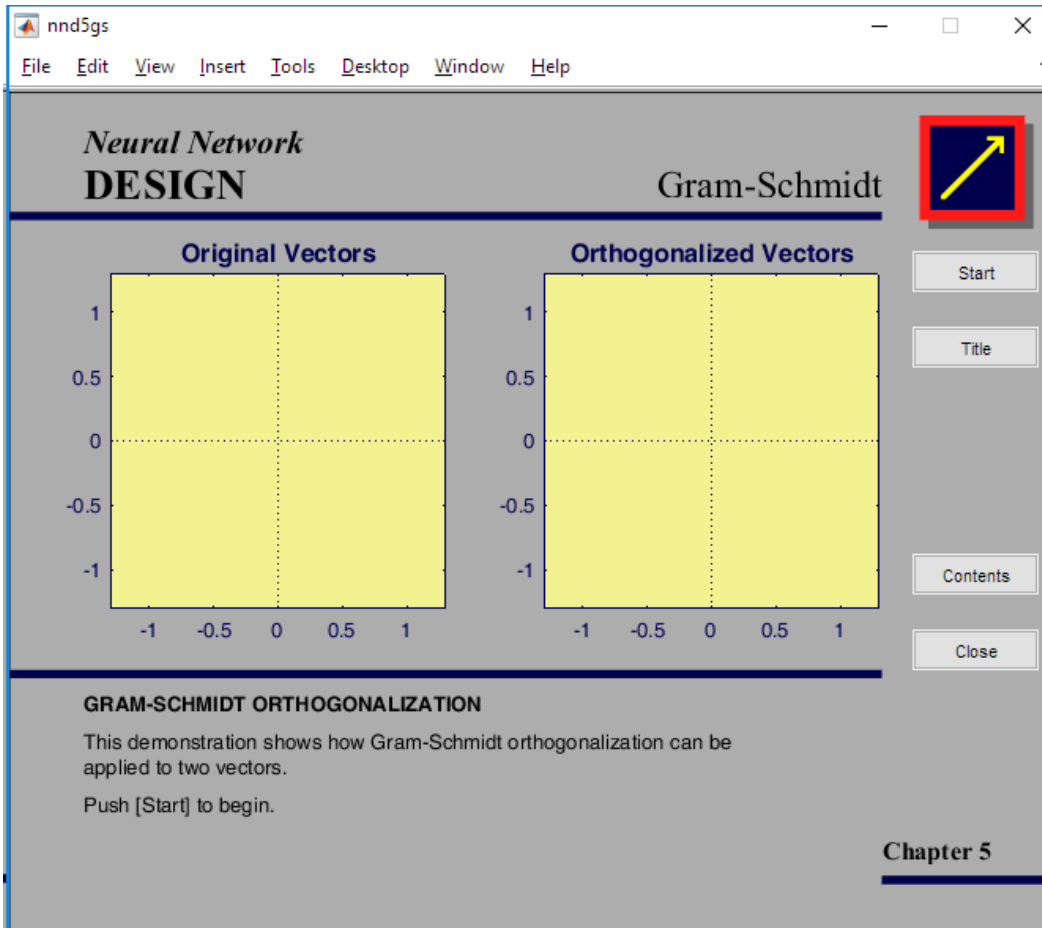 nnd5gs
File Edit View Insert Tools Desktop Window Help
Neural Network
DESIGN
Gram-Schmidt
Original Vectors
1
0.5
0
-0.5
-1
-1 -0.5 0 0.5 1
Orthogonalized Vectors
1
0.5
0
-0.5
-1
-1 -0.5 0 0.5 1
Start
Title
Contents
Close
GRAM-SCHMIDT ORTHOGONALIZATION
This demonstration shows how Gram-Schmidt orthogonalization can be
applied to two vectors.
Push [Start] to begin.
Chapter 5